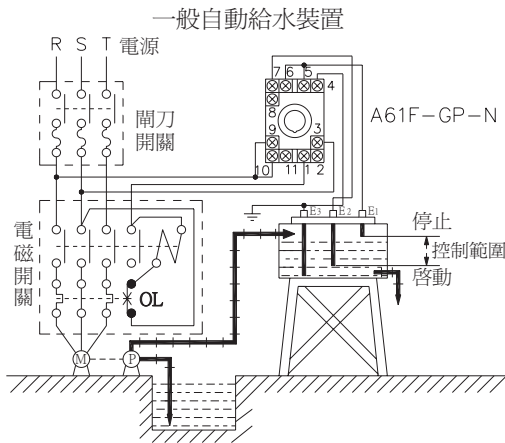 一般自動給水裝置
R S T 電源
7 6 5 4
8
9 3
10 11 1 2
A61F-GP-N
閘刀
開關
E3 E2 E1
停止
控制範圍
啓動
電磁開關
OL
M
P